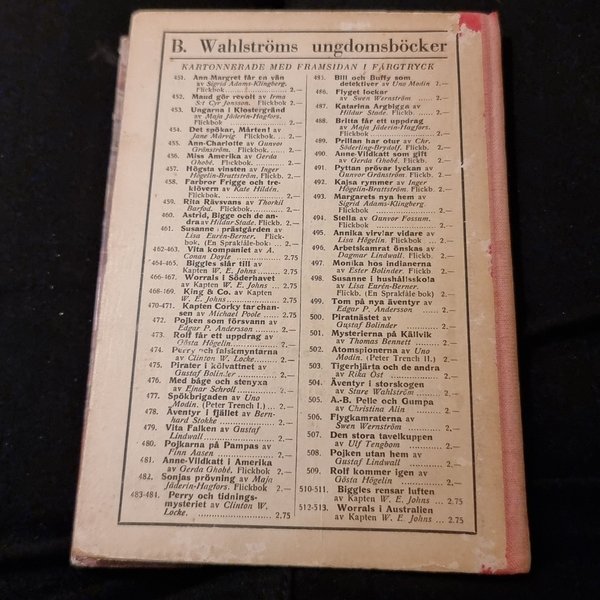 B. Wahlströms ungdomsböcker
KARTONNERADE MED FRAMSIDAN I FÄRGTRYCK
451. Ann Margret får en vän
av Sigrid Adams-Klingberg.
Flickbok. 2.—
452. Maud gör revolt av Irma
S:t Cyr Jonsson. Flickbok 2.—
453. Ungarna i Klostergränd
av Maja Jäderin-Hagfors.
Flickbok 2.—
454. Det spökar, Mårten! av
Jane Mårvig. Flickbok 2.—
455. Ann-Charlotte av Gunvor
Grönström. Flickbok 2.—
456. Miss Amerika av Gerda
Ghobé. Flickbok 2.—
457. Högsta vinsten av Inger
Högelin-Brattström. Flickb. 2.—
458. Farbror Frigge och tre-
klövern av Kate Hildén.
Flickbok. 2.—
459. Rita Rävsvans av Thorkil
Barfod. Flickbok. 2.—
460. Astrid, Bigge och de an-
dra av Hildur Stade. Flickb. 2.—
461. Susanne i prästgården av
Lisa Eurén-Berner. Flick-
bok. (En Språkfåle-bok) 2.—
462-463. Vita kompaniet av A.
Conan Doyle 2.75
464-465. Biggles slår till av
Kapten W. E. Johns 2.75
466-467. Worrals i Söderhavet
av Kapten W. E. Johns 2.75
468-469. King & Co. av Kapten
W. E. Johns 2.75
470-471. Kapten Corky tar chan-
sen av Michael Poole 2.75
472. Pojken som försvann av
Edgar P. Andersson 2.—
473. Rolf får ett uppdrag av
Gösta Högelin. 2.—
474. Perry och falskmyntarna
av Clinton W. Locke. 2.—
475. Pirater i kölvattnet av
Gustaf Bolinder 2.—
476. Med båge och stenyxa
av Ejnar Schroll 2.—
477. Spökbrigaden av Uno
Modin. (Peter Trench I.) 2.—
478. Äventyr i fjället av Bern-
hard Stokke 2.—
479. Vita Falken av Gustaf
Lindwall 2.—
480. Pojkarna på Pampas av
Finn Aasen 2.—
481. Anne-Vildkatt i Amerika
av Gerda Ghobé. Flickbok 2.—
482. Sonjas prövning av Maja
Jäderin-Hagfors. Flickbok 2.—
483-484. Perry och tidnings-
mysteriet av Clinton W.
Locke. 2.75
485. Bill och Buffy som
detektiver av Uno Modin 2.—
486. Flyget lockar
av Swen Wernström 2.—
487. Katarina Argbigga av
Hildur Stade. Flickbok. 2.—
488. Britta får ett uppdrag
av Maja Jäderin-Hagfors.
Flickbok 2.—
489. Prillan har otur av Chr.
Söderling-Brydolf. Flickb. 2.—
490. Anne-Vildkatt som gift
av Gerda Ghobé. Flickb. 2.—
491. Pyttan prövar lyckan av
Gunvor Grönström Flickb. 2.—
492. Kajsa rymmer av Inger
Högelin-Brattström. Flickb. 2.—
493. Margarets nya hem av
Sigrid Adams-Klingberg
Flickbok 2.—
494. Stella av Gunvor Fossum.
Flickbok 2.—
495. Annika virvlar vidare av
Lisa Högelin. Flickbok 2.—
496. Arbetskamrat önskas av
Dagmar Lindwall. Flickb. 2.—
497. Monika hos indianerna
av Ester Bolinder Flickb. 2.—
498. Susanne i hushållsskola
av Lisa Eurén-Berner.
Flickb. (En Språkfåle bok) 2.—
499. Tom på nya äventyr av
Edgar P. Andersson 2.—
500. Piratnästet av
Gustaf Bolinder 2.—
501. Mysterierna på Källvik
av Thomas Bennett 2.—
502. Atomspionerna av Uno
Modin. (Peter Trench II.) 2.—
503. Tigerhjärta och de andra
av Rika Öst 2.—
504. Äventyr i storskogen
av Sture Wahlström 2.—
505. A.-B. Pelle och Gumpa
av Christina Alin 2.—
506. Flygkamraterna av
Swen Wernström 2.—
507. Den stora tavelkuppen
av Ulf Tengbom 2.—
508. Pojken utan hem av
Gustaf Lindwall 2.—
509. Rolf kommer igen av
Gösta Högelin 2.—
510-511. Biggles rensar luften
av Kapten W. E. Johns 2.75
512-513. Worrals i Australien
av Kapten W. E. Johns 2.75